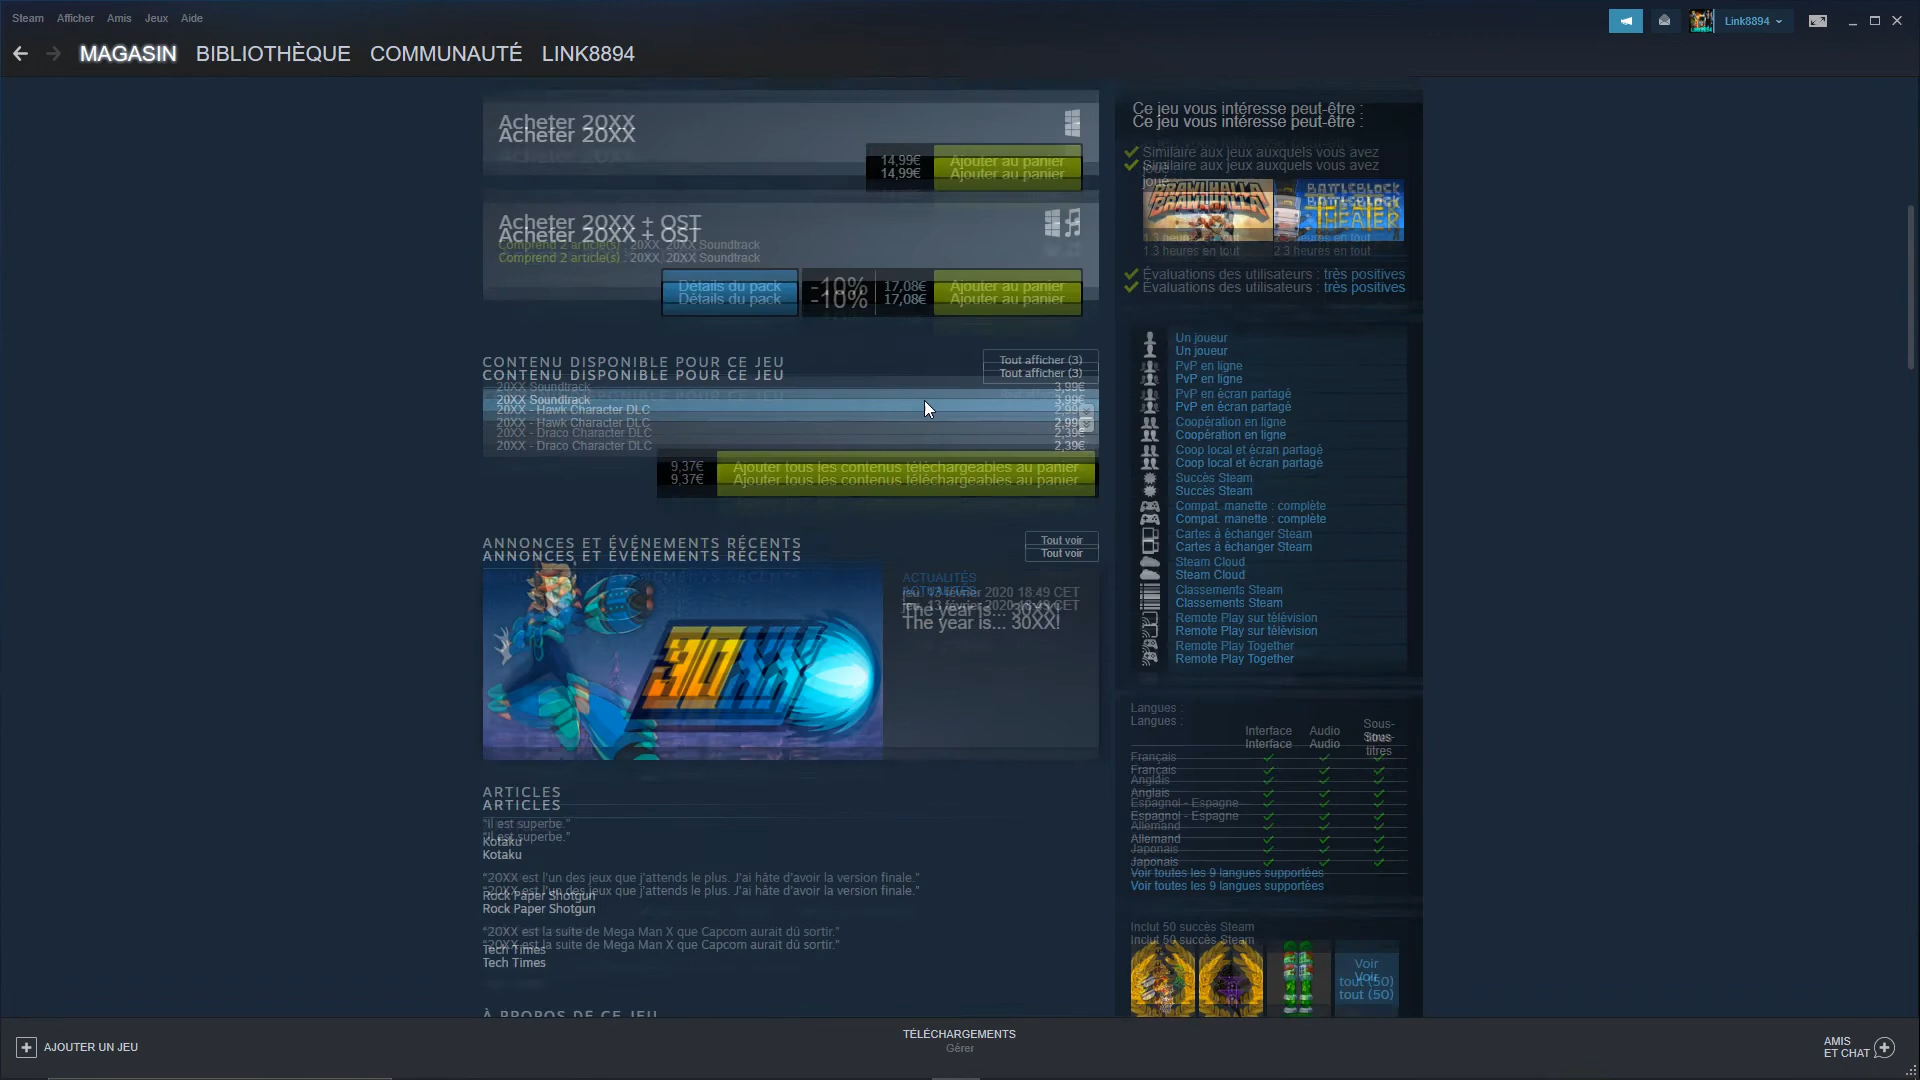 Steam Afficher Amis Jeux Aide
Link8894
MAGASIN BIBLIOTHÈQUE COMMUNAUTÉ LINK8894
Acheter 20XX
14,99€ Ajouter au panier
Acheter 20XX + OST
Comprend 2 article(s) : 20XX, 20XX Soundtrack
Détails du pack -10% 17,08€ Ajouter au panier
CONTENU DISPONIBLE POUR CE JEU
Tout afficher (3)
20XX Soundtrack 3,99€
20XX - Hawk Character DLC 2,99€
20XX - Draco Character DLC 2,39€
9,37€ Ajouter tous les contenus téléchargeables au panier
ANNONCES ET ÉVÉNEMENTS RÉCENTS
Tout voir
30XX
ACTUALITÉS
jeu. 13 février 2020 18:49 CET
The year is... 30XX!
ARTICLES
“Il est superbe.”
Kotaku
“20XX est l'un des jeux que j'attends le plus. J'ai hâte d'avoir la version finale.”
Rock Paper Shotgun
“20XX est la suite de Mega Man X que Capcom aurait dû sortir.”
Tech Times
À PROPOS DE CE JEU
Ce jeu vous intéresse peut-être :
Similaire aux jeux auxquels vous avez
joué
BRAWLHALLA
BATTLEBLOCK
THEATER
1.3 heures en tout
2.3 heures en tout
Évaluations des utilisateurs : très positives
Un joueur
PvP en ligne
PvP en écran partagé
Coopération en ligne
Coop local et écran partagé
Succès Steam
Compat. manette : complète
Cartes à échanger Steam
Steam Cloud
Classements Steam
Remote Play sur télévision
Remote Play Together
Langues :
Interface Audio Sous-titres
Français
Anglais
Espagnol - Espagne
Allemand
Japonais
Voir toutes les 9 langues supportées
Inclut 50 succès Steam
Voir
tout (50)
AJOUTER UN JEU
TÉLÉCHARGEMENTS
Gérer
AMIS
ET CHAT